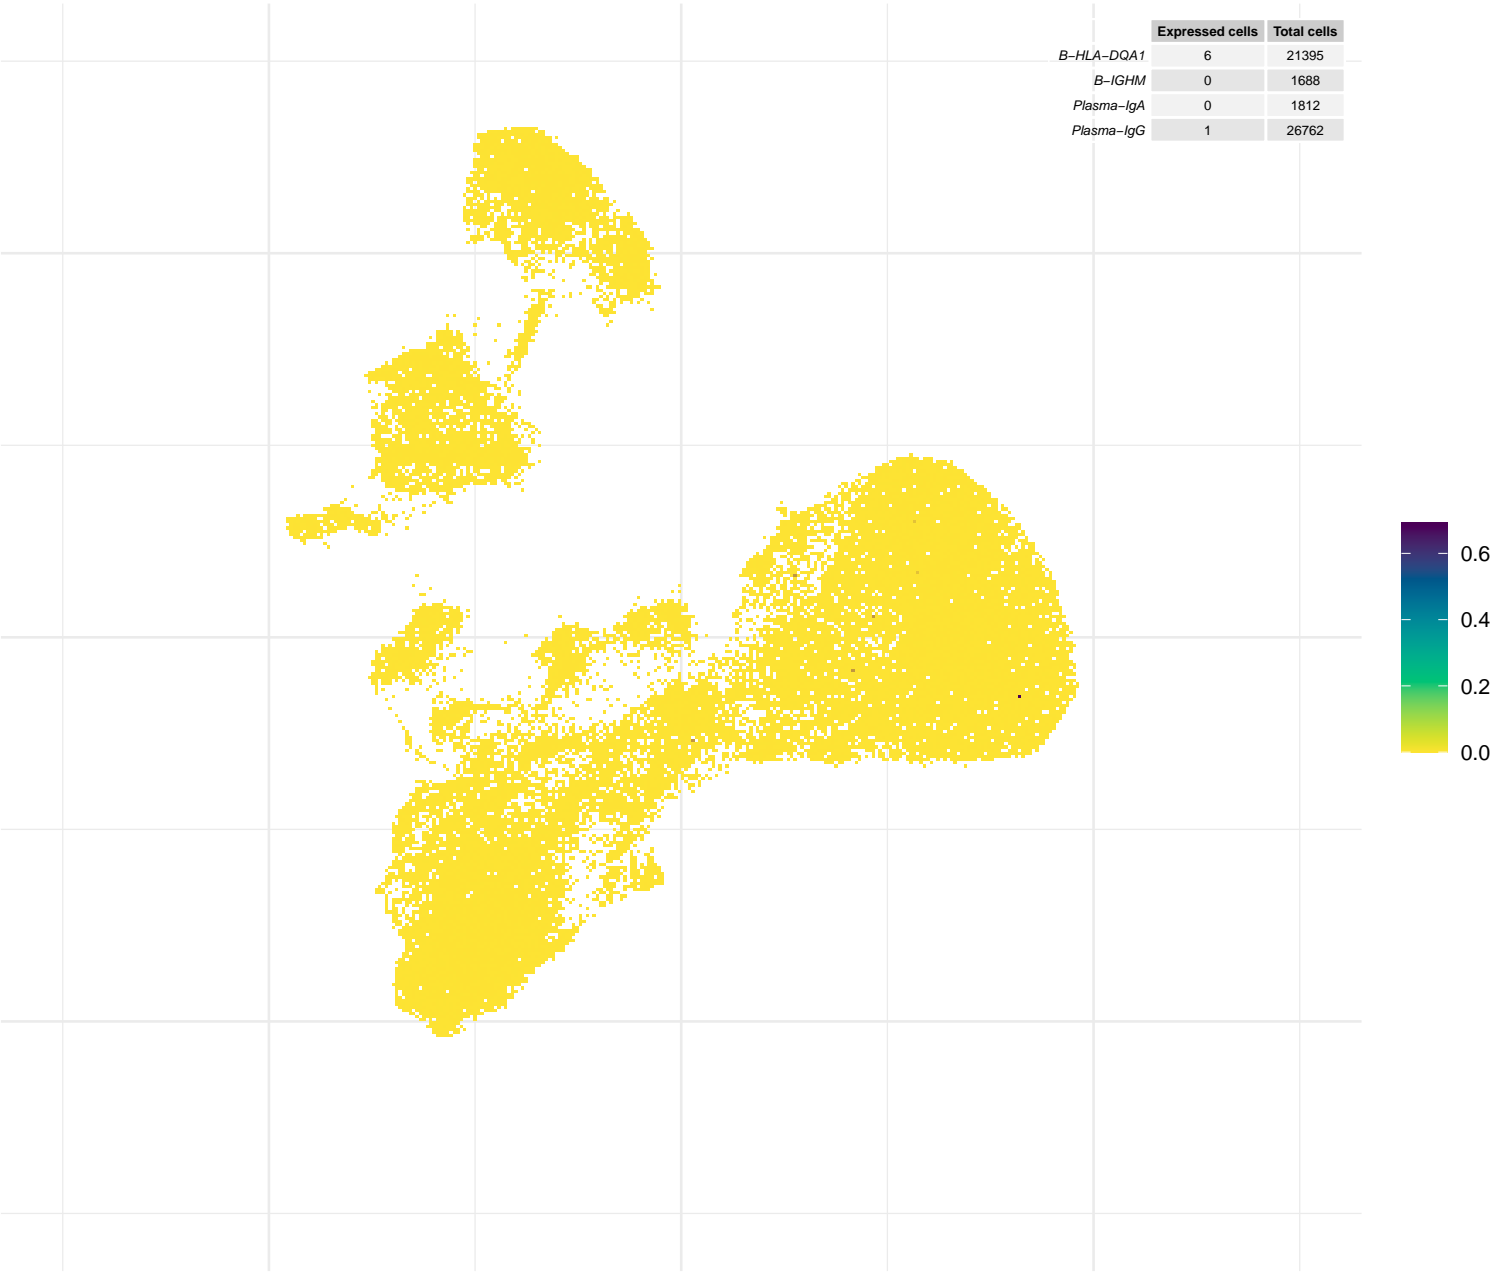 Expressed cells Total cells
B-HLA-DQA1 6 21395
B-IGHM 0 1688
Plasma-IgA 0 1812
Plasma-IgG 1 26762
0.6
0.4
0.2
0.0